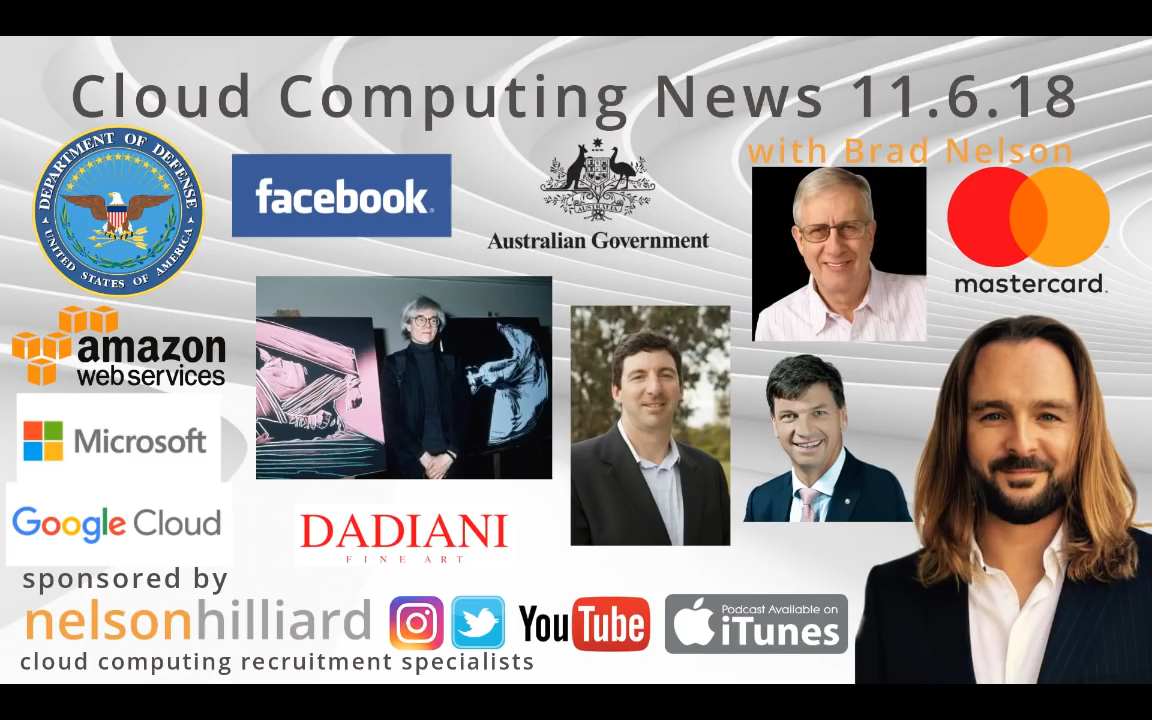 Cloud Computing News 11.6.18
with Brad Nelson
DEPARTMENT OF DEFENSE
UNITED STATES OF AMERICA
facebook
AUSTRALIA
Australian Government
mastercard
amazon
web services
Microsoft
Google Cloud
DADIANI
FINE ART
sponsored by
nelsonhilliard
cloud computing recruitment specialists
YouTube
Podcast Available on
iTunes